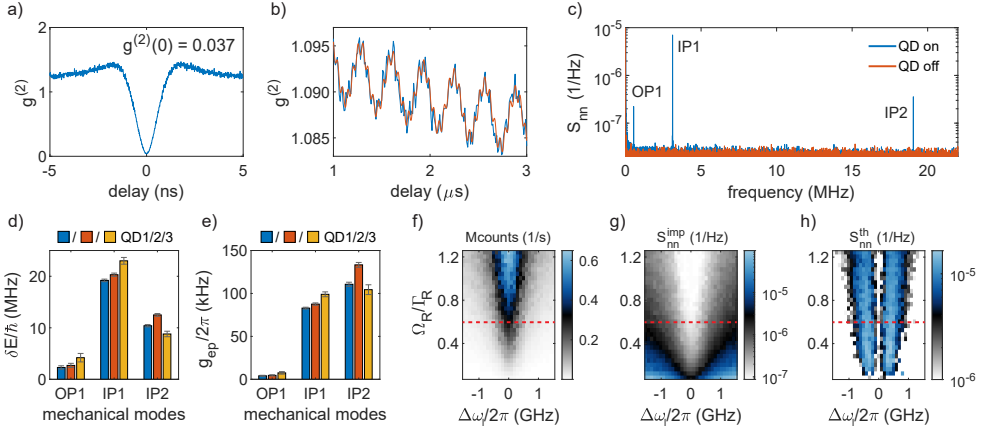 a)
2
g(2)(0) = 0.037
g(2)
1
0
-5
0
5
delay (ns)
b)
1.095
1.090
1.085
g(2)
1
2
3
delay (μs)
c)
10-5
10-6
10-7
Snn (1/Hz)
OP1
IP1
IP2
QD on
QD off
0
5
10
15
20
frequency (MHz)
d)
/ / QD1/2/3
20
10
0
δE/ħ (MHz)
OP1 IP1 IP2
mechanical modes
e)
/ / QD1/2/3
150
100
50
0
gep/2π (kHz)
OP1 IP1 IP2
mechanical modes
f)
Mcounts (1/s)
1.2
0.8
0.4
ΩR/ΓR
-1 0 1
Δωl/2π (GHz)
0.6
0.4
0.2
g)
Snnimp (1/Hz)
1.2
0.8
0.4
-1 0 1
Δωl/2π (GHz)
10-5
10-6
10-7
h)
Snnth (1/Hz)
1.2
0.8
0.4
-1 0 1
Δωl/2π (GHz)
10-5
10-6